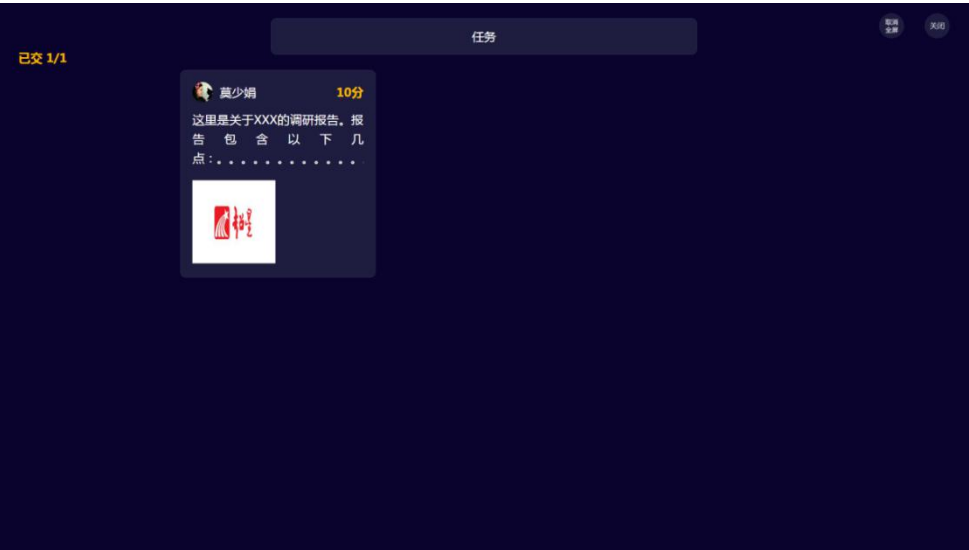 任务
取消
全屏
关闭
已交 1/1
莫少娟 10分
这里是关于XXX的调研报告。报
告包含以下几
点:。。。。。。。。。。。。
超星